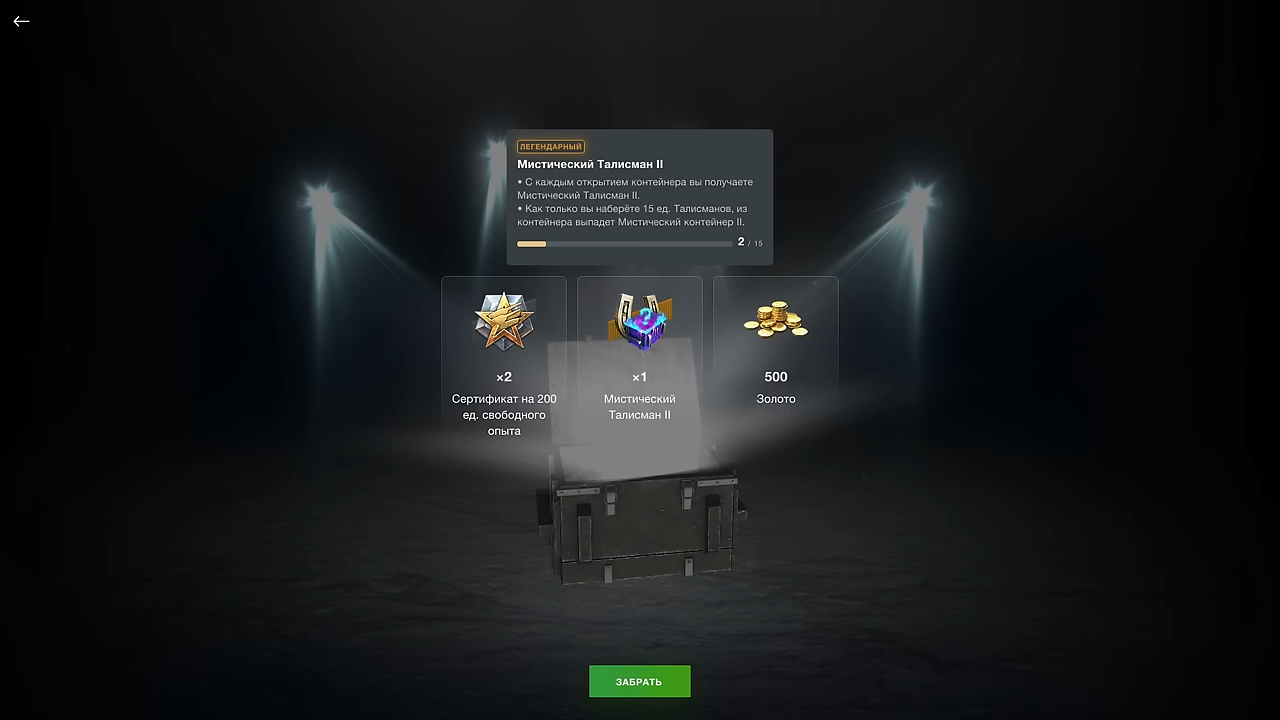 ЛЕГЕНДАРНЫЙ
Мистический Талисман II
• С каждым открытием контейнера вы получаете
Мистический Талисман II.
• Как только вы наберёте 15 ед. Талисманов, из
контейнера выпадет Мистический контейнер II.
2 / 15
×2
Сертификат на 200
ед. свободного
опыта
×1
Мистический
Талисман II
500
Золото
ЗАБРАТЬ